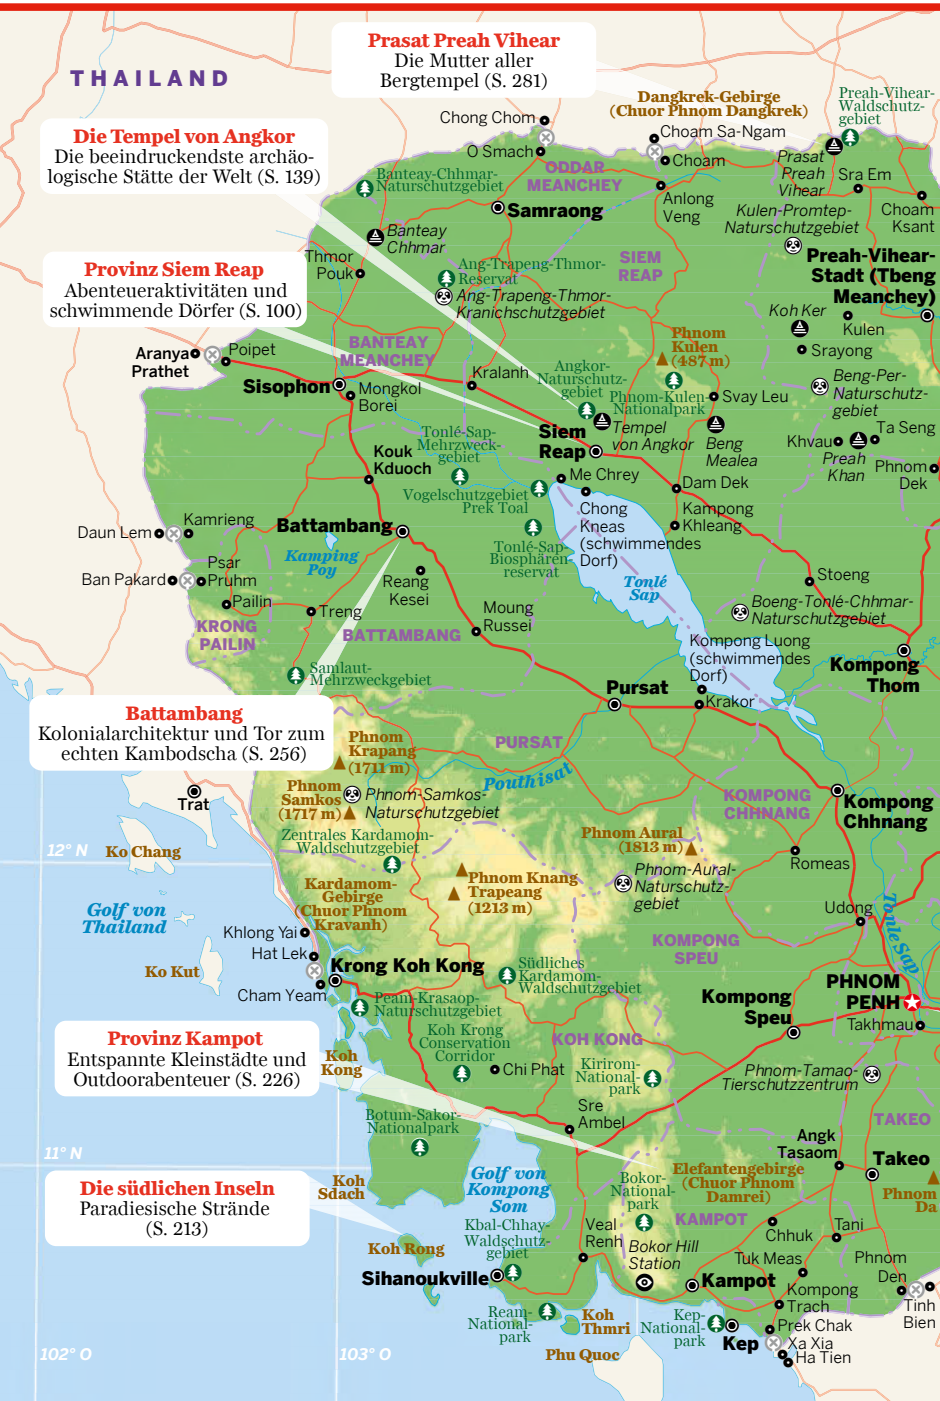 Prasat Preah Vihear
Die Mutter aller
Bergtempel (S. 281)
THAILAND
Dangkrek-Gebirge
(Chuor Phnom Dangkrek)
Preah-Vihear-
Waldschutz-
gebiet
Chong Chom
O Smach
Choam Sa-Ngam
Choam
Die Tempel von Angkor
Die beeindruckendste archäo-
logische Stätte der Welt (S. 139)
ODDAR
MEANCHEY
Prasat
Preah
Vihear
Sra Em
Banteay-Chhmar-
Naturschutzgebiet
Anlong
Veng
Choam
Ksant
Samraong
Kulen-Promtep-
Naturschutzgebiet
Banteay
Chhmar
Thmor
Pouk
SIEM
REAP
Preah-Vihear-
Stadt (Tbeng
Meanchey)
Provinz Siem Reap
Abenteueraktivitäten und
schwimmende Dörfer (S. 100)
Ang-Trapeng-Thmor-
Reservat
Ang-Trapeng-Thmor-
Kranichschutzgebiet
Koh Ker
Kulen
Srayong
Phnom
Kulen
(487 m)
BANTEAY
MEANCHEY
Aranya
Prathet
Poipet
Sisophon
Mongkol
Borei
Kralanh
Angkor-
Naturschutz-
gebiet
Phnom-Kulen-
Nationalpark
Svay Leu
Beng-Per-
Naturschutz-
gebiet
Tempel
von Angkor
Beng
Mealea
Siem
Reap
Khvau
Ta Seng
Preah
Khan
Phnom
Dek
Tonlé-Sap-
Mehrzweck-
gebiet
Kouk
Kduoch
Me Chrey
Dam Dek
Vogelschutzgebiet
Prek Toal
Chong
Kneas
(schwimmendes
Dorf)
Kampong
Khleang
Daun Lem
Kamrieng
Battambang
Kamping
Poy
Tonlé-Sap-
Biosphären-
reservat
Tonlé
Sap
Stoeng
Ban Pakard
Psar
Pruhm
Reang
Kesei
Pailin
Treng
Moung
Russei
Boeng-Tonlé-Chhmar-
Naturschutzgebiet
KRONG
PAILIN
BATTAMBANG
Kompong Luong
(schwimmendes
Dorf)
Kompong
Thom
Samlaut-
Mehrzweckgebiet
Pursat
Krakor
Battambang
Kolonialarchitektur und Tor zum
echten Kambodscha (S. 256)
Phnom
Krapang
(1711 m)
PURSAT
Pouthisat
Phnom
Samkos
(1717 m)
Phnom-Samkos-
Naturschutzgebiet
Trat
KOMPONG
CHHNANG
Kompong
Chhnang
Zentrales Kardamom-
Waldschutzgebiet
Phnom Aural
(1813 m)
12° N
Ko Chang
Romeas
Phnom Knang
Trapeang
(1213 m)
Phnom-Aural-
Naturschutz-
gebiet
Kardamom-
Gebirge
(Chuor Phnom
Kravanh)
Golf von
Thailand
Udong
Tonle Sap
Khlong Yai
Hat Lek
KOMPONG
SPEU
Ko Kut
Krong Koh Kong
Südliches
Kardamom-
Waldschutzgebiet
Cham Yeam
PHNOM
PENH
Peam-Krasaop-
Naturschutzgebiet
Kompong
Speu
Takhmau
Provinz Kampot
Entspannte Kleinstädte und
Outdoorabenteuer (S. 226)
Koh
Kong
Koh Krong
Conservation
Corridor
KOH KONG
Chi Phat
Kirirom-
National-
park
Phnom-Tamao-
Tierschutzzentrum
Botum-Sakor-
Nationalpark
Sre
Ambel
TAKEO
11° N
Angk
Tasaom
Takeo
Die südlichen Inseln
Paradiesische Strände
(S. 213)
Koh
Sdach
Golf von
Kompong
Som
Bokor-
National-
park
Elefantengebirge
(Chuor Phnom
Damrei)
Phnom
Da
Kbal-Chhay-
Waldschutz-
gebiet
Veal
Renh
KAMPOT
Chhuk
Tani
Koh Rong
Bokor Hill
Station
Tuk Meas
Phnom
Den
Sihanoukville
Kampot
Kompong
Trach
Tinh
Bien
Ream-
National-
park
Koh
Thmri
Kep-
National-
park
Kep
Prek Chak
Xa Xia
Ha Tien
Phu Quoc
102° O
103° O